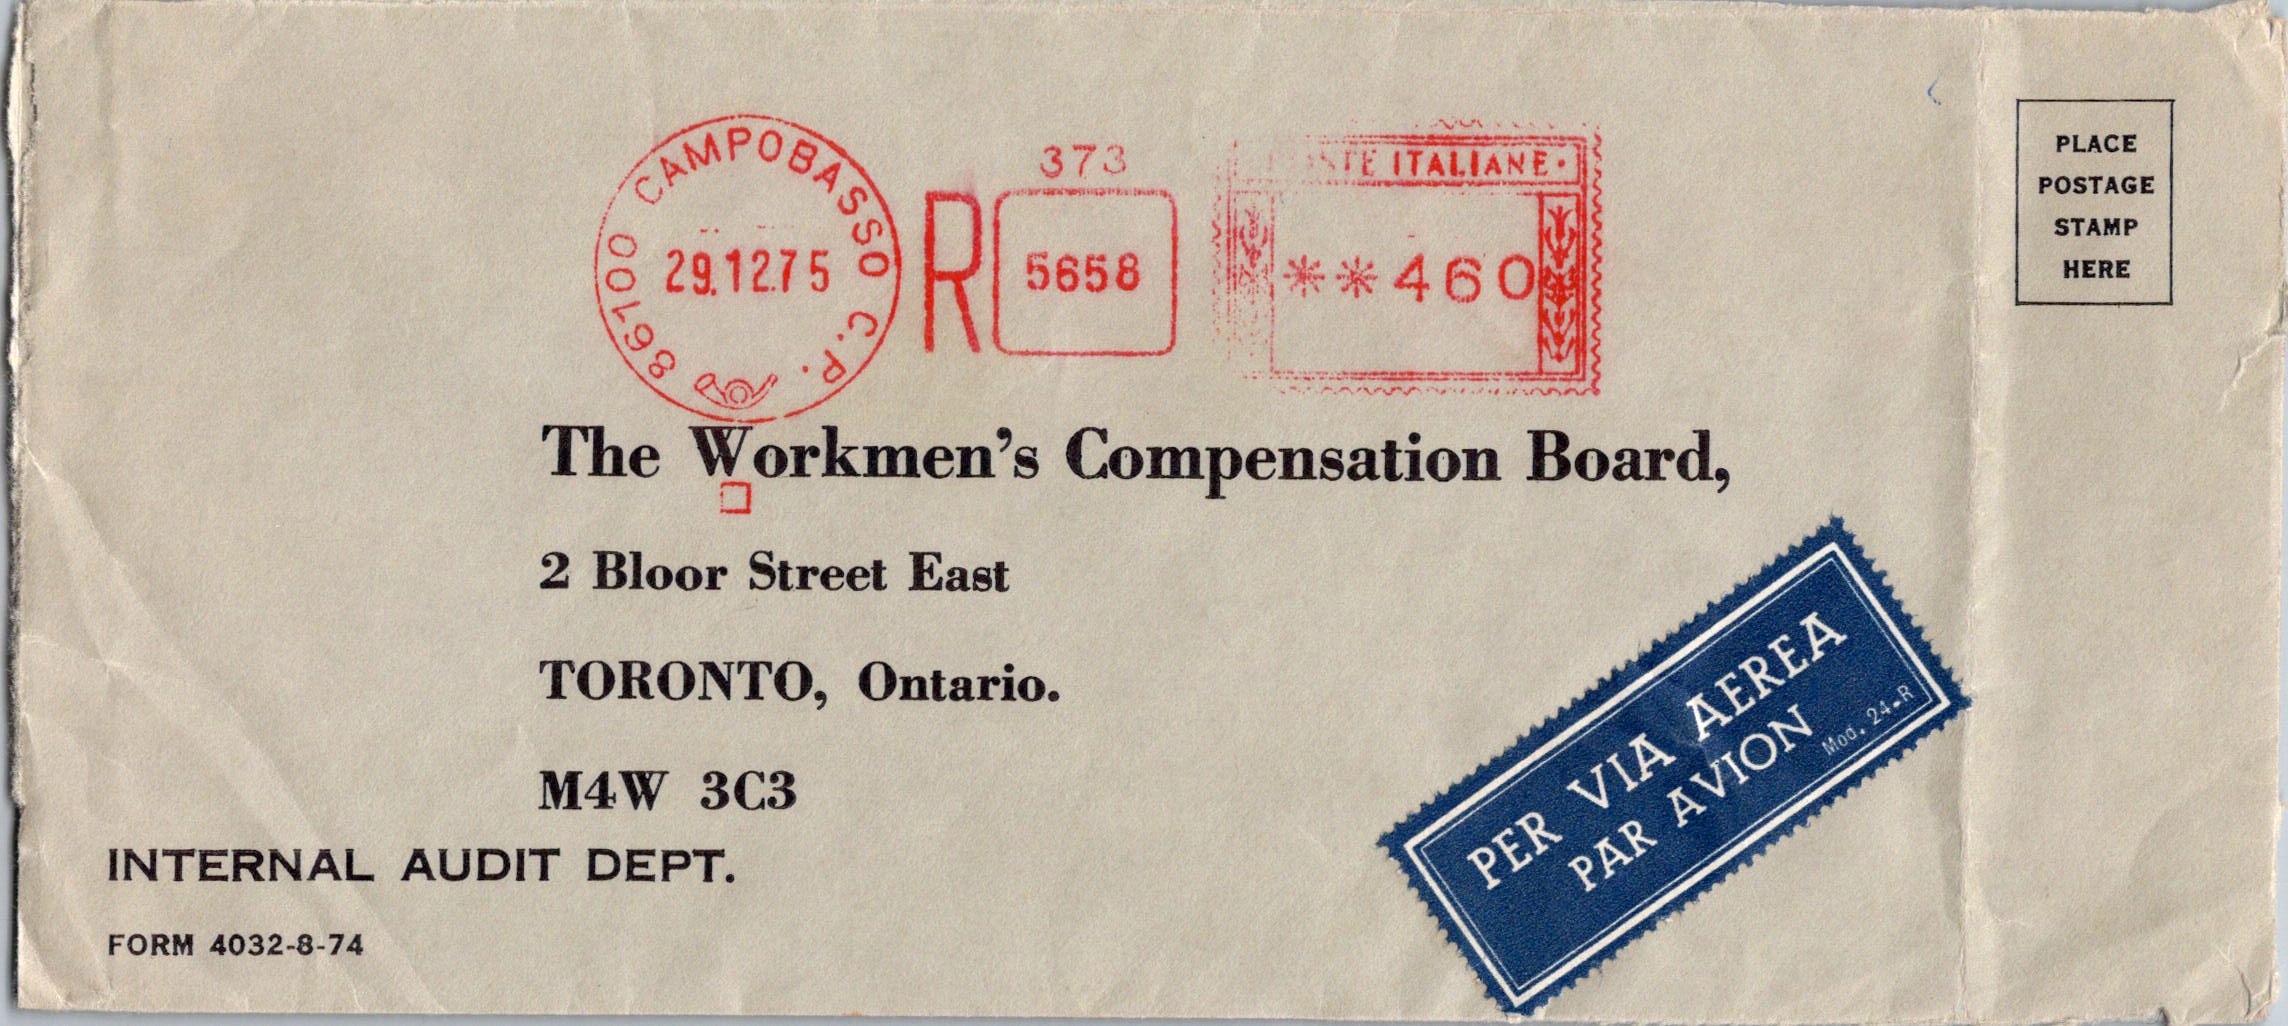 86100 CAMPOBASSO C.P.
29.12.75
R
373
5658
POSTE ITALIANE
**460
PLACE
POSTAGE
STAMP
HERE
The Workmen's Compensation Board,
2 Bloor Street East
TORONTO, Ontario.
M4W 3C3
INTERNAL AUDIT DEPT.
FORM 4032-8-74
PER VIA AEREA
PAR AVION
Mod. 24-R